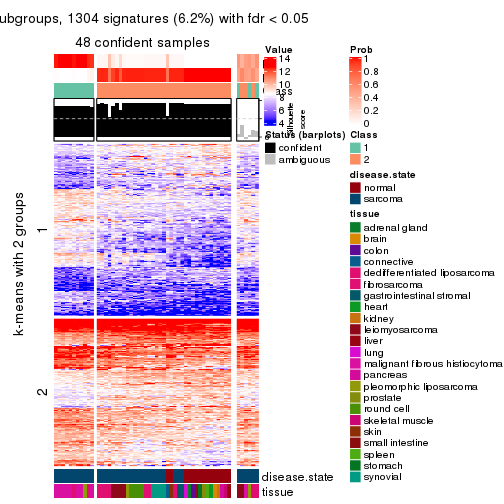 ubgroups, 1304 signatures (6.2%) with fdr < 0.05
48 confident samples
k-means with 2 groups
1
2
Value
14
12
10
8
6
4
silhouette
score
Status (barplots)
confident
ambiguous
Prob
1
0.8
0.6
0.4
0.2
0
Class
1
2
disease.state
normal
sarcoma
tissue
adrenal gland
brain
colon
connective
dedifferentiated liposarcoma
fibrosarcoma
gastrointestinal stromal
heart
kidney
leiomyosarcoma
liver
lung
malignant fibrous histiocytoma
pancreas
pleomorphic liposarcoma
prostate
round cell
skeletal muscle
skin
small intestine
spleen
stomach
synovial
disease.state
tissue